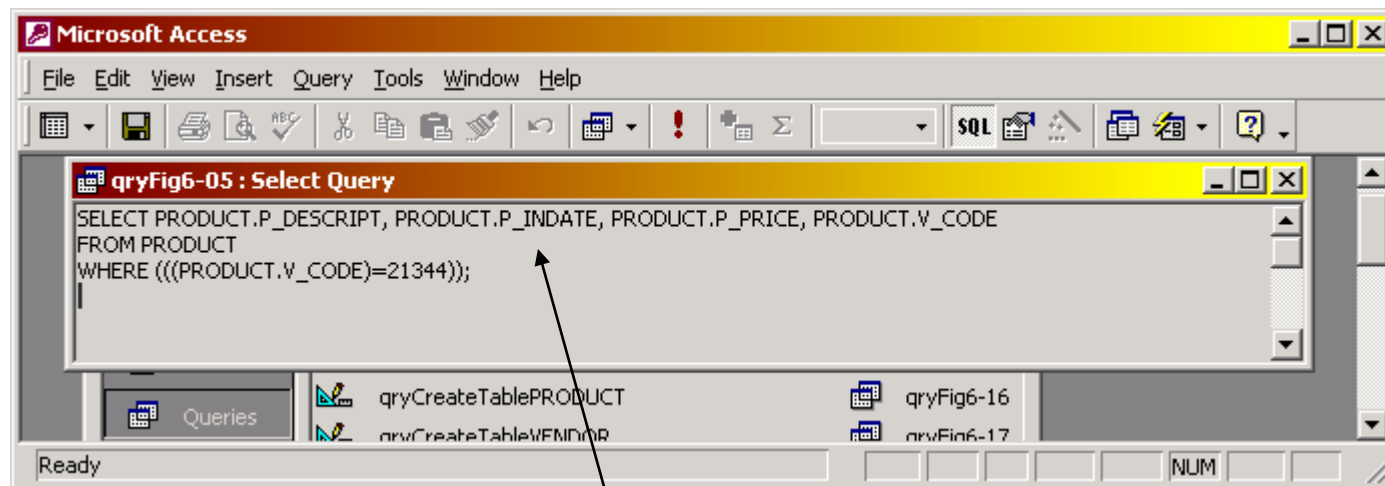 Microsoft Access
File Edit View Insert Query Tools Window Help
ABC SQL
qryFig6-05 : Select Query
SELECT PRODUCT.P_DESCRIPT, PRODUCT.P_INDATE, PRODUCT.P_PRICE, PRODUCT.V_CODE
FROM PRODUCT
WHERE (((PRODUCT.V_CODE)=21344));
qryCreateTablePRODUCT qryFig6-16
Queries
qryCreateTableVENDOR qryFig6-17
Ready NUM